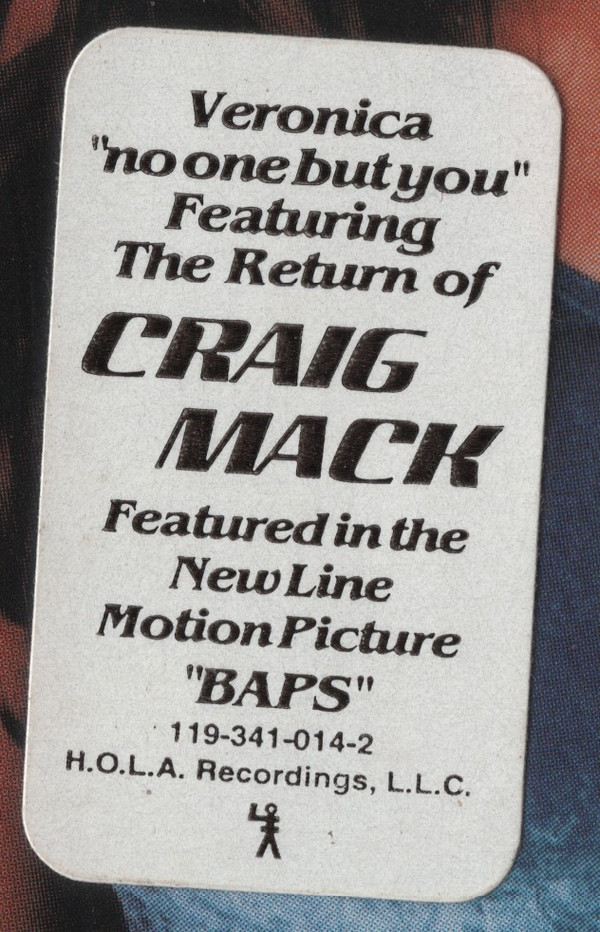 Veronica
"no one but you"
Featuring
The Return of
CRAIG
MACK
Featured in the
New Line
Motion Picture
"BAPS"
119-341-014-2
H.O.L.A. Recordings, L.L.C.